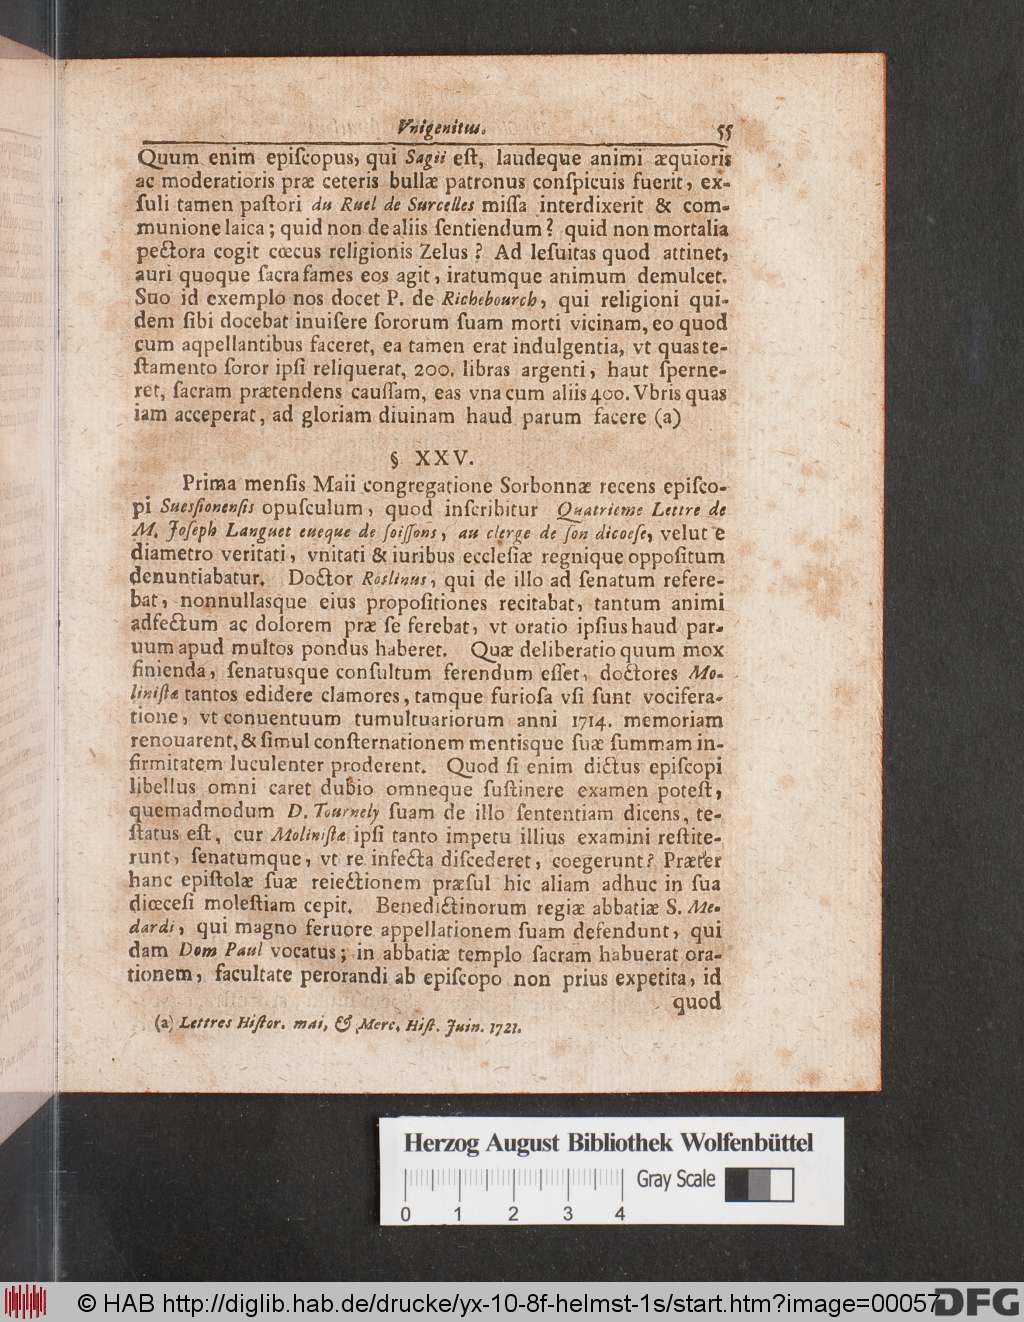 Vnigenitus. 55
Quum enim epiſcopus, qui Sagii eſt, laudeque animi æquioris
ac moderatioris præ ceteris bullæ patronus conſpicuis fuerit, ex-
ſuli tamen paſtori du Ruel de Surcelles miſſa interdixerit & com-
munione laica; quid non de aliis ſentiendum? quid non mortalia
pectora cogit cœcus religionis Zelus? Ad Ieſuitas quod attinet,
auri quoque ſacra fames eos agit, iratumque animum demulcet.
Suo id exemplo nos docet P. de Richebourch, qui religioni qui-
dem ſibi docebat inuiſere ſororum ſuam morti vicinam, eo quod
cum aqpellantibus faceret, ea tamen erat indulgentia, vt quas te-
ſtamento ſoror ipſi reliquerat, 200. libras argenti, haut ſperne-
ret, ſacram prætendens cauſſam, eas vna cum aliis 400. Vbris quas
iam acceperat, ad gloriam diuinam haud parum facere (a)
§ XXV.
Prima menſis Maii congregatione Sorbonnæ recens epiſco-
pi Suesſionenſis opuſculum, quod inſcribitur Quatrieme Lettre de
M. Joſeph Languet eueque de ſoiſſons, au clerge de ſon dioceſe, velut e
diametro veritati, vnitati & iuribus eccleſiæ regnique oppoſitum
denuntiabatur. Doctor Roslinus, qui de illo ad ſenatum refere-
bat, nonnullasque eius propoſitiones recitabat, tantum animi
adfectum ac dolorem præ ſe ferebat, vt oratio ipſius haud par-
uum apud multos pondus haberet. Quæ deliberatio quum mox
finienda, ſenatusque conſultum ferendum eſſet, doctores Mo-
liniſtæ tantos edidere clamores, tamque furioſa vſi ſunt vocifera-
tione, vt conuentuum tumultuariorum anni 1714. memoriam
renouarent, & ſimul conſternationem mentisque ſuæ ſummam in-
firmitatem luculenter proderent. Quod ſi enim dictus epiſcopi
libellus omni caret dubio omneque ſuſtinere examen poteſt,
quemadmodum D. Tournely ſuam de illo ſententiam dicens, te-
ſtatus eſt, cur Moliniſtæ ipſi tanto impetu illius examini reſtite-
runt, ſenatumque, vt re infecta diſcederet, coegerunt? Præter
hanc epiſtolæ ſuæ reiectionem præſul hic aliam adhuc in ſua
diœceſi moleſtiam cepit. Benedictinorum regiæ abbatiæ S. Me-
dardi, qui magno feruore appellationem ſuam defendunt, qui
dam Dom Paul vocatus; in abbatiæ templo ſacram habuerat ora-
tionem, facultate perorandi ab epiſcopo non prius expetita, id
quod
(a) Lettres Hiſtor. mai, & Merc. Hiſt. Juin. 1721.
Herzog August Bibliothek Wolfenbüttel
Gray Scale
0 1 2 3 4
© HAB http://diglib.hab.de/drucke/yx-10-8f-helmst-1s/start.htm?image=00057
DFG